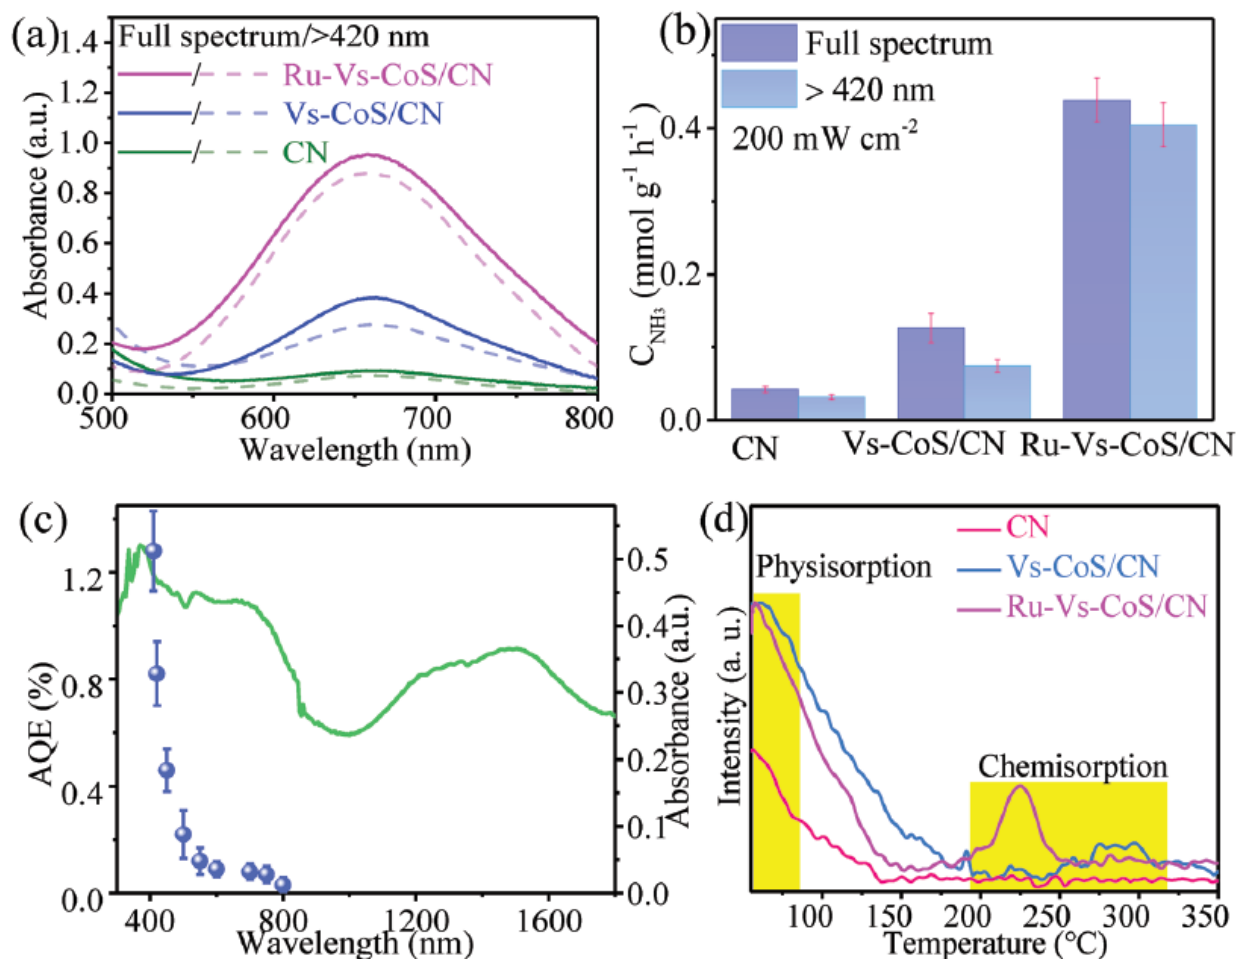 (a)
Full spectrum/>420 nm
Ru-Vs-CoS/CN
Vs-CoS/CN
CN
Absorbance (a.u.)
1.4
1.2
1.0
0.8
0.6
0.4
0.2
0.0
500 600 700 800
Wavelength (nm)
(b)
Full spectrum
> 420 nm
200 mW cm⁻²
C_NH₃ (mmol g⁻¹ h⁻¹)
0.4
0.2
0.0
CN Vs-CoS/CN Ru-Vs-CoS/CN
(c)
AQE (%)
1.2
0.8
0.4
0.0
Absorbance (a.u.)
0.5
0.4
0.3
0.2
0.1
0.0
400 800 1200 1600
Wavelength (nm)
(d)
CN
Vs-CoS/CN
Ru-Vs-CoS/CN
Physisorption
Chemisorption
Intensity (a. u.)
100 150 200 250 300 350
Temperature (°C)